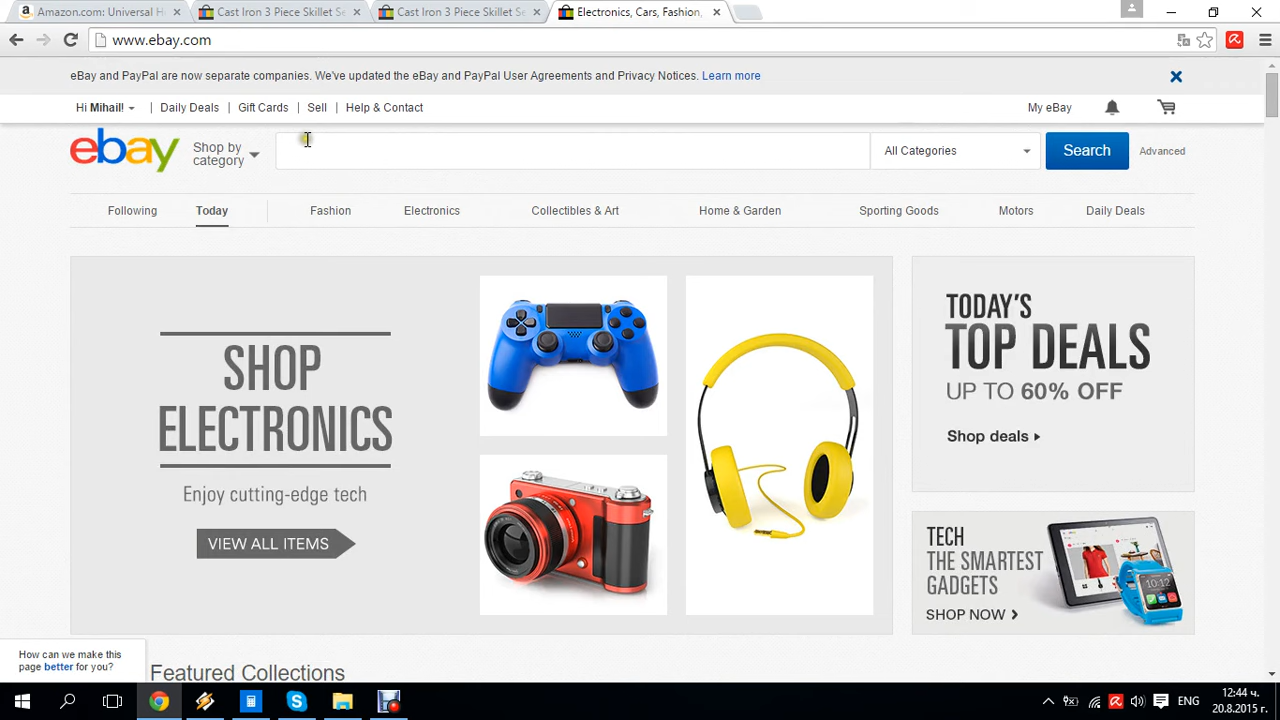 Amazon.com: Universal H
Cast Iron 3 Piece Skillet Se
Cast Iron 3 Piece Skillet Se
Electronics, Cars, Fashion,
www.ebay.com
eBay and PayPal are now separate companies. We've updated the eBay and PayPal User Agreements and Privacy Notices. Learn more
Hi Mihail! | Daily Deals | Gift Cards | Sell | Help & Contact My eBay
ebay
Shop by category
All Categories
Search
Advanced
Following Today Fashion Electronics Collectibles & Art Home & Garden Sporting Goods Motors Daily Deals
SHOP
ELECTRONICS
Enjoy cutting-edge tech
VIEW ALL ITEMS
TODAY'S
TOP DEALS
UP TO 60% OFF
Shop deals
TECH
THE SMARTEST
GADGETS
SHOP NOW
10:12
How can we make this
page better for you?
Featured Collections
ENG
12:44 ч.
20.8.2015 г.